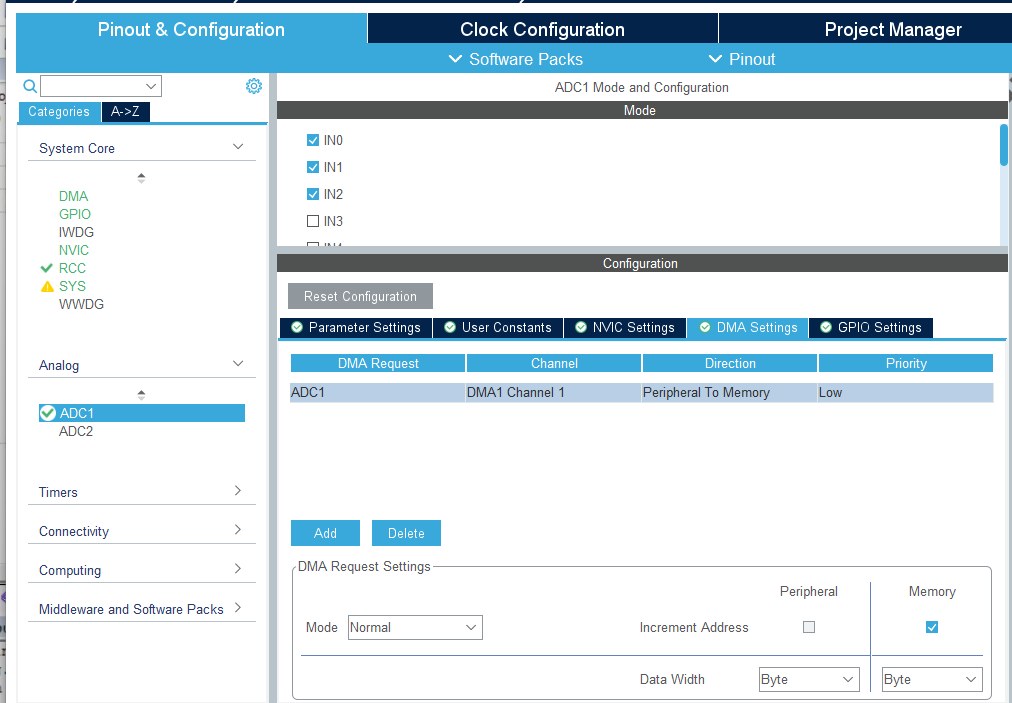 Pinout & Configuration
Clock Configuration
Project Manager
Software Packs
Pinout
Categories
A->Z
System Core
DMA
GPIO
IWDG
NVIC
RCC
SYS
WWDG
Analog
ADC1
ADC2
Timers
Connectivity
Computing
Middleware and Software Packs
ADC1 Mode and Configuration
Mode
IN0
IN1
IN2
IN3
Configuration
Reset Configuration
Parameter Settings
User Constants
NVIC Settings
DMA Settings
GPIO Settings
DMA Request
Channel
Direction
Priority
ADC1
DMA1 Channel 1
Peripheral To Memory
Low
Add
Delete
DMA Request Settings
Peripheral
Memory
Mode
Normal
Increment Address
Data Width
Byte
Byte